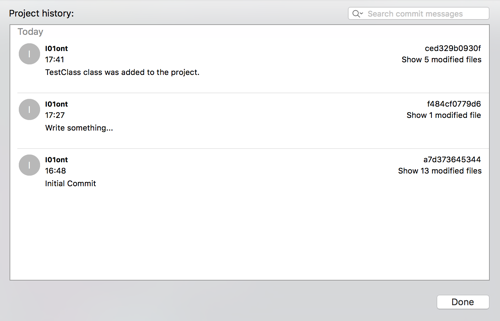 Project history:
Search commit messages
Today
I
l01ont
ced329b0930f
17:41
Show 5 modified files
TestClass class was added to the project.
I
l01ont
f484cf0779d6
17:27
Show 1 modified file
Write something...
I
l01ont
a7d373645344
16:48
Show 13 modified files
Initial Commit
Done